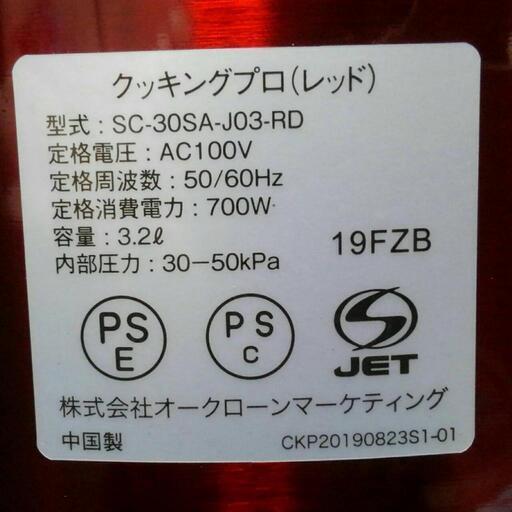 クッキングプロ(レッド)
型式：SC-30SA-J03-RD
定格電圧：AC100V
定格周波数：50/60Hz
定格消費電力：700W
容量：3.2ℓ
内部圧力：30－50kPa
19FZB
PS
E
PS
C
S
JET
株式会社オークローンマーケティング
中国製
CKP20190823S1-01